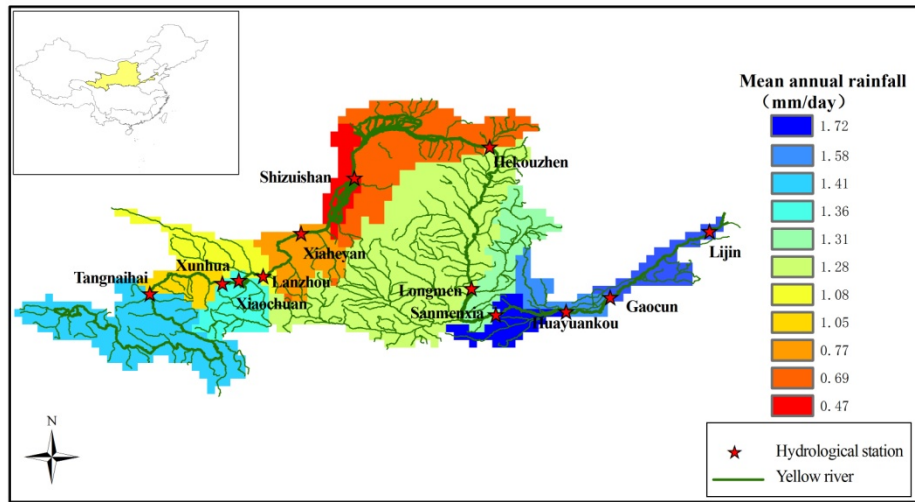 Mean annual rainfall
（mm/day）
1.72
1.58
1.41
1.36
1.31
1.28
1.08
1.05
0.77
0.69
0.47
Hekouzhen
Shizuishan
Xiaheyan
Lijin
Xunhua
Lanzhou
Tangnaihai
Xiaochuan
Longmen
Gaocun
Sanmenxia
Huayuankou
N
Hydrological station
Yellow river